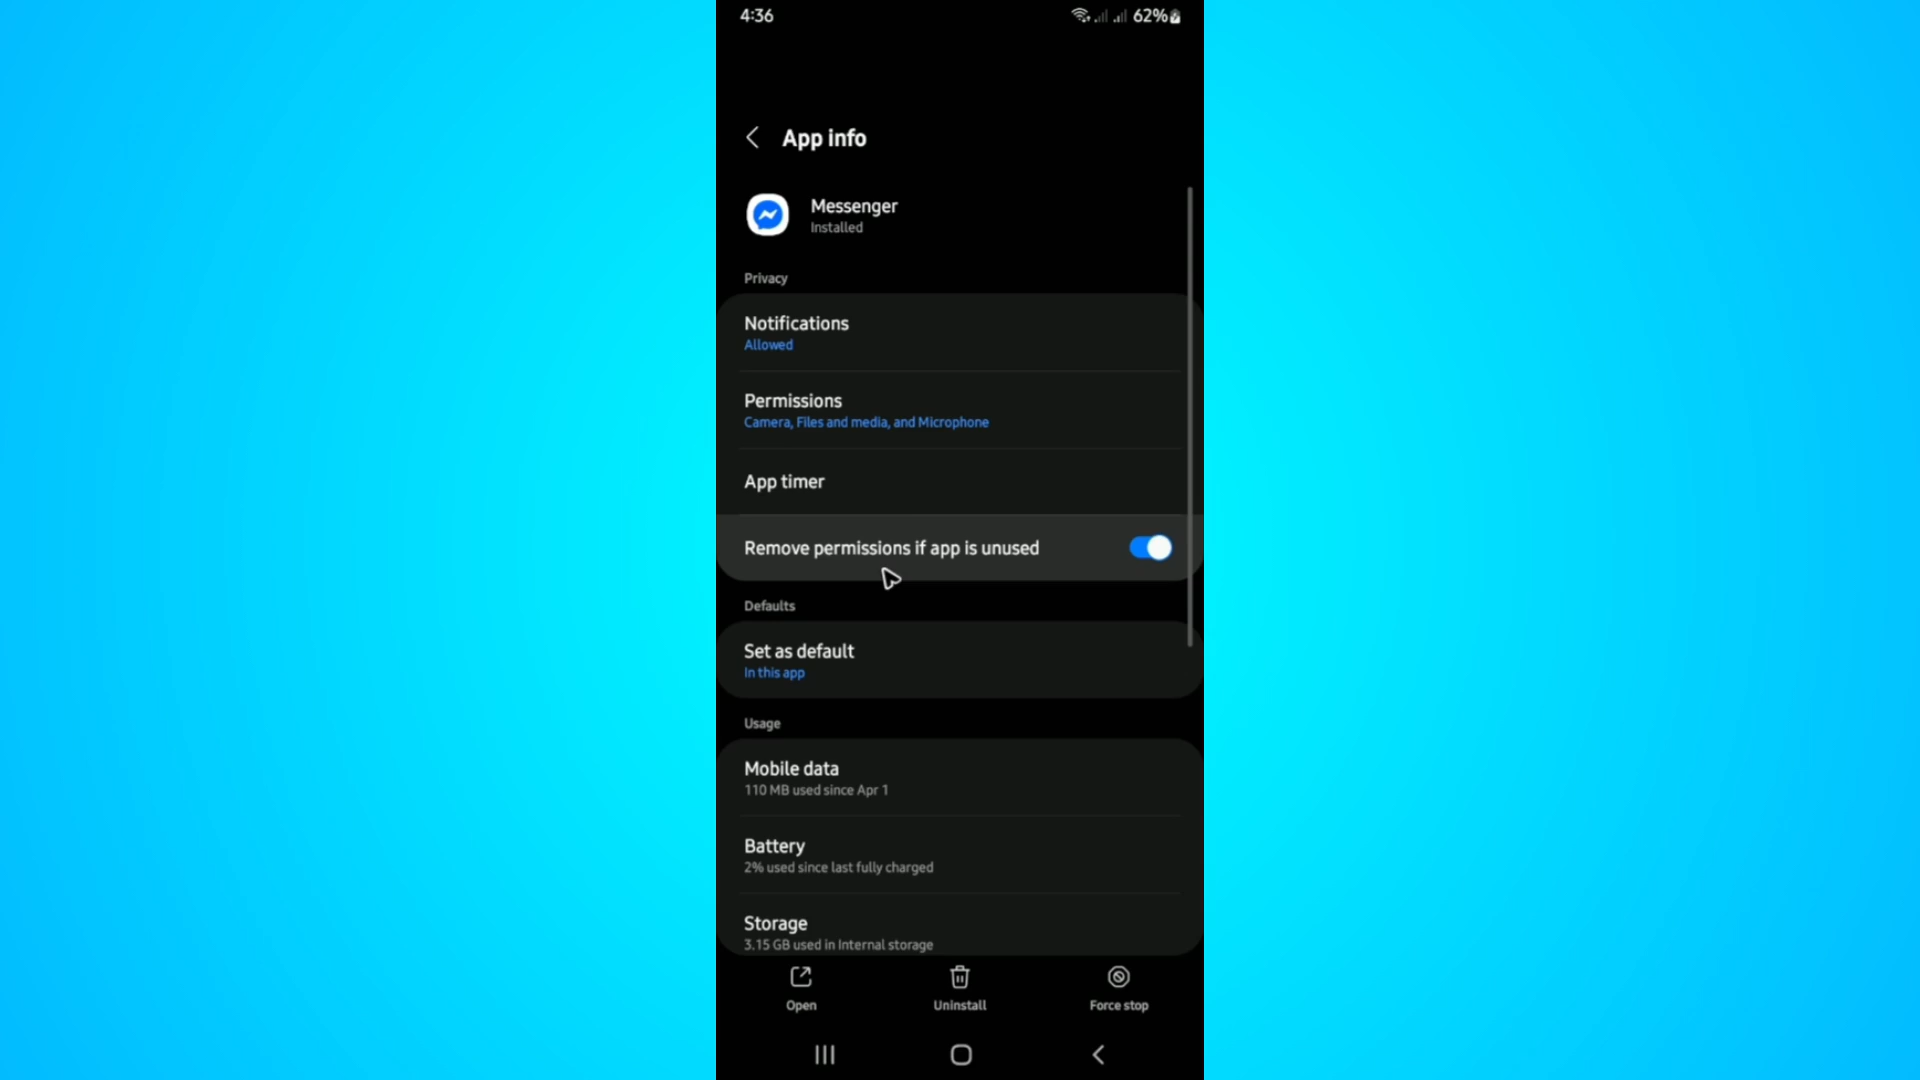 4:36
62%
App info
Messenger
Installed
Privacy
Notifications
Allowed
Permissions
Camera, Files and media, and Microphone
App timer
Remove permissions if app is unused
Defaults
Set as default
In this app
Usage
Mobile data
110 MB used since Apr 1
Battery
2% used since last fully charged
Storage
3.15 GB used in Internal storage
Open
Uninstall
Force stop